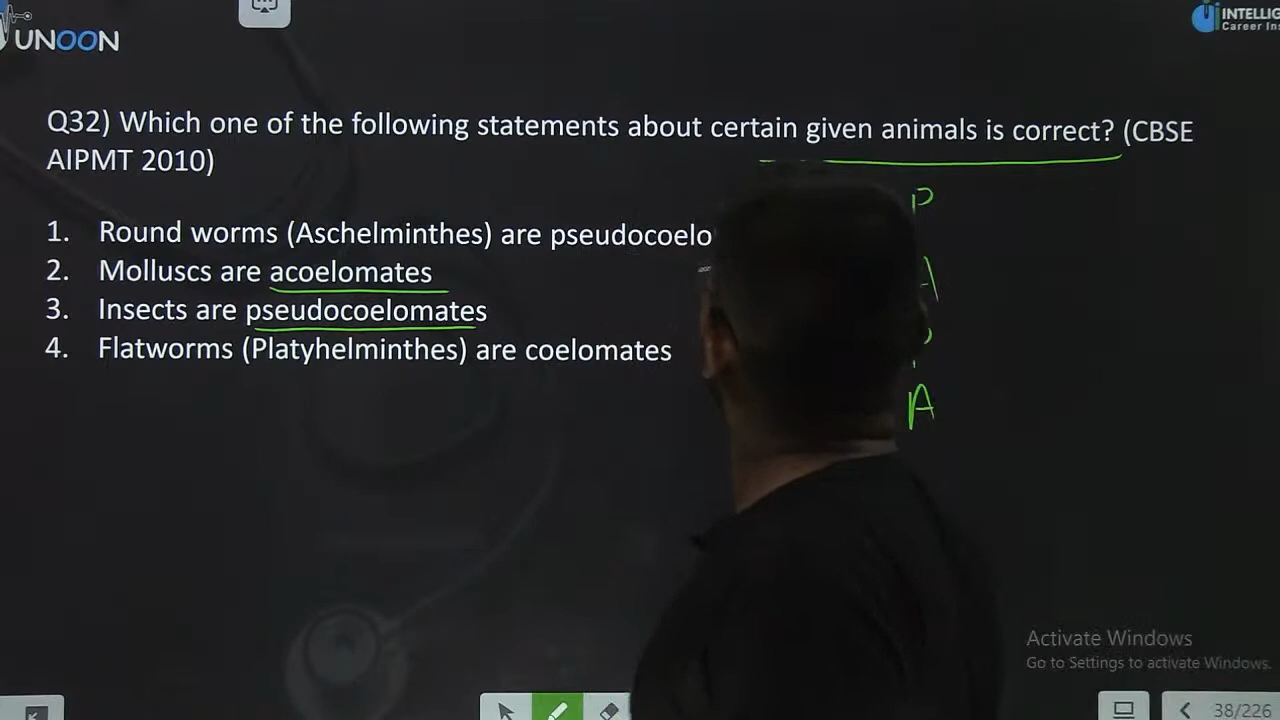 UNOON
INTELLIG
Career Ins
Q32) Which one of the following statements about certain given animals is correct? (CBSE
AIPMT 2010)
1. Round worms (Aschelminthes) are pseudocoelo
2. Molluscs are acoelomates
3. Insects are pseudocoelomates
4. Flatworms (Platyhelminthes) are coelomates
P
A
A
Activate Windows
Go to Settings to activate Windows.
38/226